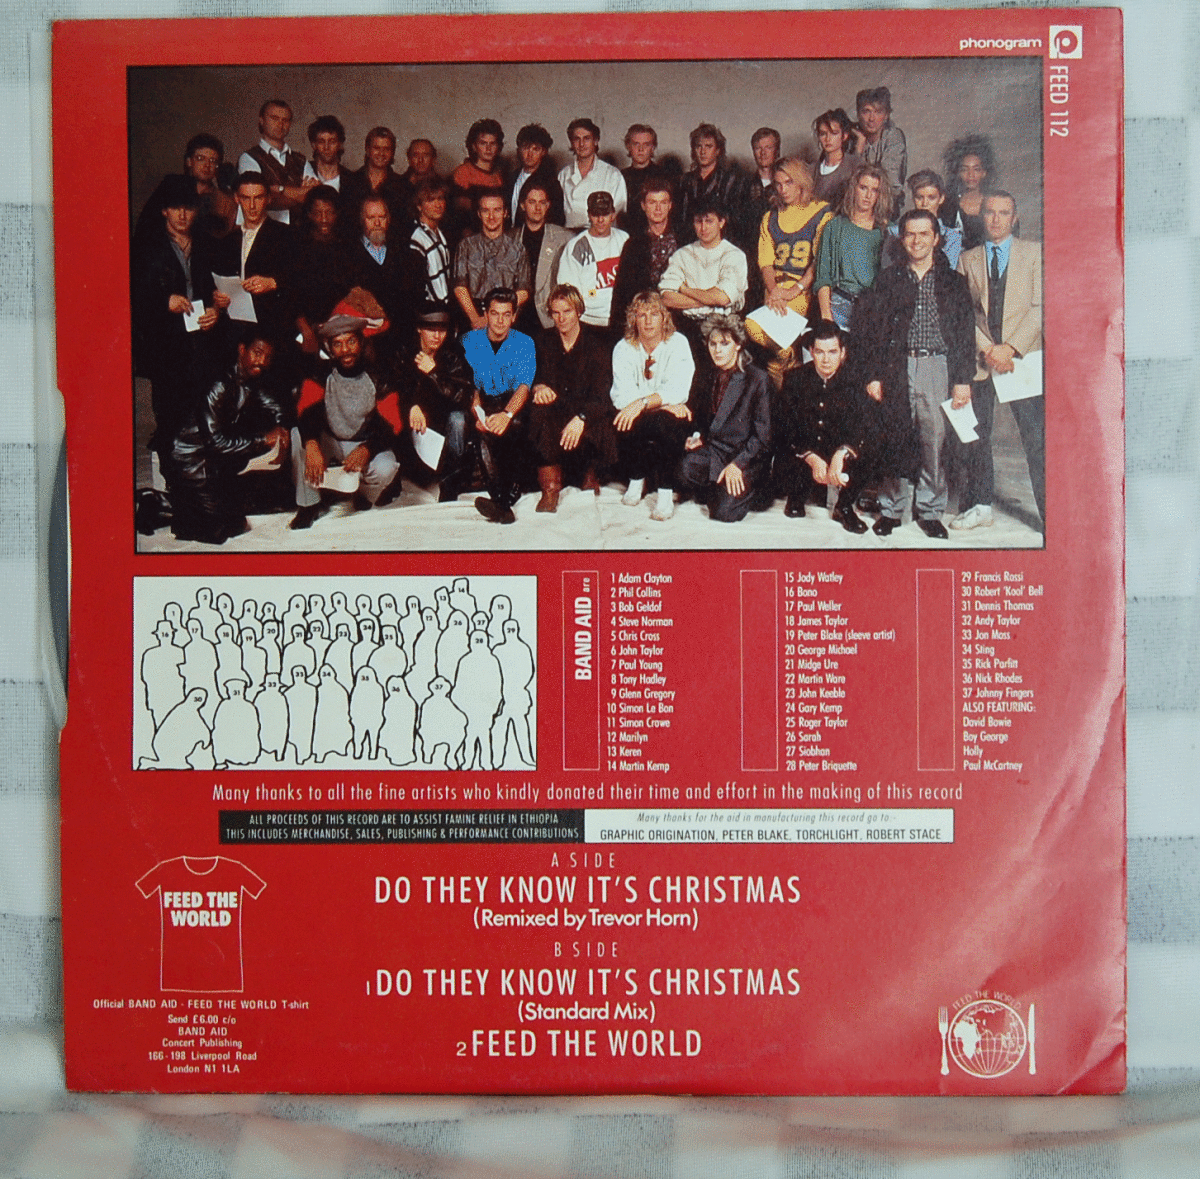 phonogram
FEED 112
39
BAND AID are
1 Adam Clayton
2 Phil Collins
3 Bob Geldof
4 Steve Norman
5 Chris Cross
6 John Taylor
7 Paul Young
8 Tony Hadley
9 Glenn Gregory
10 Simon Le Bon
11 Simon Crowe
12 Marilyn
13 Keren
14 Martin Kemp
15 Jody Watley
16 Bono
17 Paul Weller
18 James Taylor
19 Peter Blake (sleeve artist)
20 George Michael
21 Midge Ure
22 Martin Ware
23 John Keeble
24 Gary Kemp
25 Roger Taylor
26 Sarah
27 Siobhan
28 Peter Briquette
29 Francis Rossi
30 Robert 'Kool' Bell
31 Dennis Thomas
32 Andy Taylor
33 Jon Moss
34 Sting
35 Rick Parfitt
36 Nick Rhodes
37 Johnny Fingers
ALSO FEATURING:
David Bowie
Boy George
Holly
Paul McCartney
Many thanks to all the fine artists who kindly donated their time and effort in the making of this record
ALL PROCEEDS OF THIS RECORD ARE TO ASSIST FAMINE RELIEF IN ETHIOPIA
THIS INCLUDES MERCHANDISE, SALES, PUBLISHING & PERFORMANCE CONTRIBUTIONS
Many thanks for the aid in manufacturing this record go to:-
GRAPHIC ORIGINATION, PETER BLAKE, TORCHLIGHT, ROBERT STACE
A SIDE
DO THEY KNOW IT'S CHRISTMAS
(Remixed by Trevor Horn)
B SIDE
1 DO THEY KNOW IT'S CHRISTMAS
(Standard Mix)
2 FEED THE WORLD
FEED THE
WORLD
Official BAND AID - FEED THE WORLD T-shirt
Send £6.00 c/o
BAND AID
Concert Publishing
166-198 Liverpool Road
London N1 1LA
FEED THE WORLD